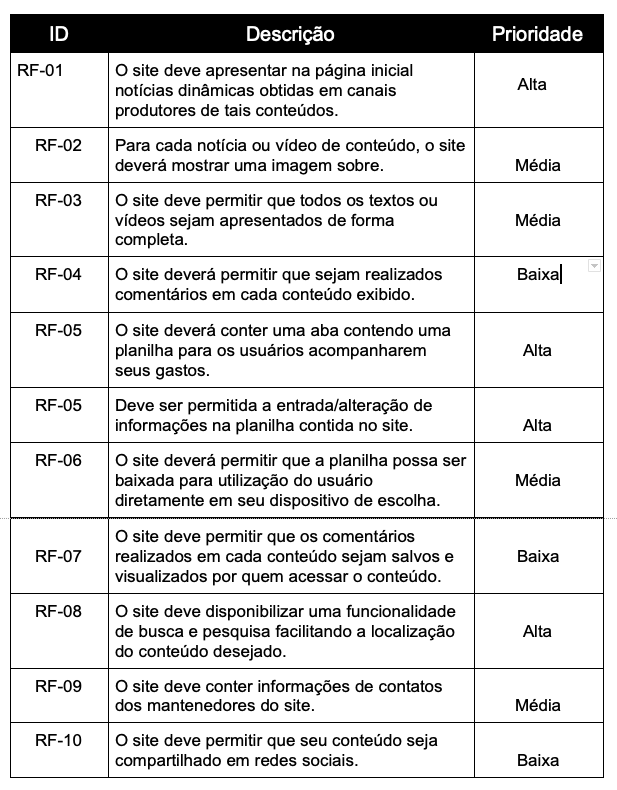 ID Descrição Prioridade
RF-01 O site deve apresentar na página inicial
notícias dinâmicas obtidas em canais Alta
produtores de tais conteúdos.
RF-02 Para cada notícia ou vídeo de conteúdo, o site
deverá mostrar uma imagem sobre. Média
RF-03 O site deve permitir que todos os textos ou
vídeos sejam apresentados de forma Média
completa.
RF-04 O site deverá permitir que sejam realizados Baixa
comentários em cada conteúdo exibido.
RF-05 O site deverá conter uma aba contendo uma
planilha para os usuários acompanharem Alta
seus gastos.
RF-05 Deve ser permitida a entrada/alteração de
informações na planilha contida no site. Alta
RF-06 O site deverá permitir que a planilha possa ser
baixada para utilização do usuário Média
diretamente em seu dispositivo de escolha.
O site deve permitir que os comentários
RF-07 realizados em cada conteúdo sejam salvos e Baixa
visualizados por quem acessar o conteúdo.
RF-08 O site deve disponibilizar uma funcionalidade
de busca e pesquisa facilitando a localização Alta
do conteúdo desejado.
RF-09 O site deve conter informações de contatos
dos mantenedores do site. Média
RF-10 O site deve permitir que seu conteúdo seja
compartilhado em redes sociais. Baixa